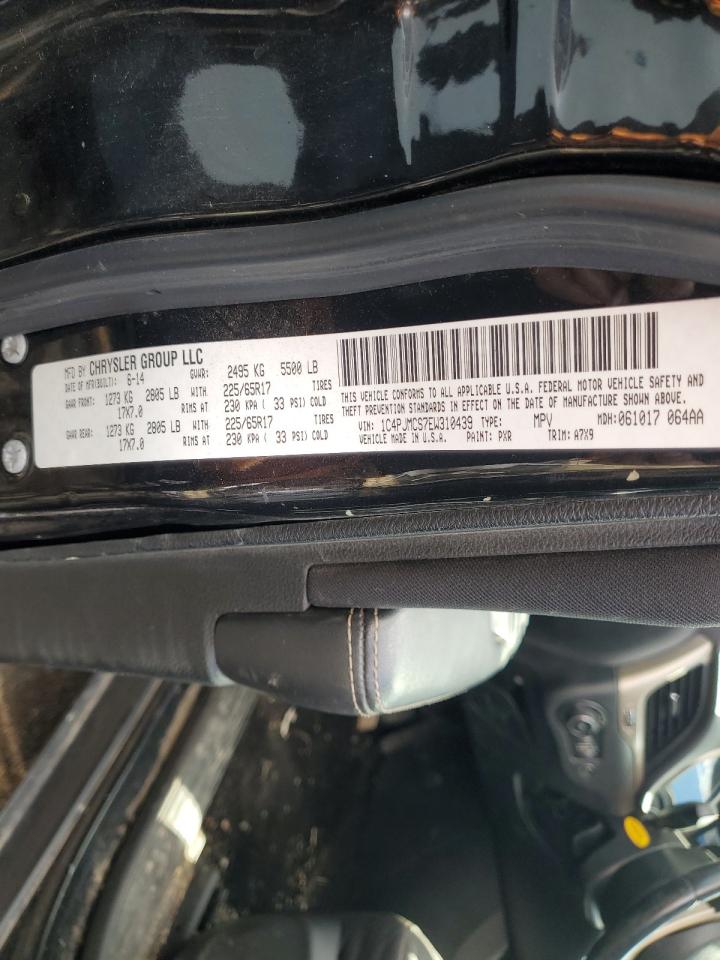 MFD BY CHRYSLER GROUP LLC
DATE OF MFR(BUILT): 6-14 GVWR: 2495 KG 5500 LB
GAWR FRONT: 1273 KG 2805 LB WITH 225/65R17 TIRES
17X7.0 RIMS AT 230 KPA ( 33 PSI) COLD
GAWR REAR: 1273 KG 2805 LB WITH 225/65R17 TIRES
17X7.0 RIMS AT 230 KPA ( 33 PSI) COLD
THIS VEHICLE CONFORMS TO ALL APPLICABLE U.S.A. FEDERAL MOTOR VEHICLE SAFETY AND
THEFT PREVENTION STANDARDS IN EFFECT ON THE DATE OF MANUFACTURE SHOWN ABOVE.
VIN: 1C4PJMCS7EW310439 TYPE: MPV MDH:061017 064AA
MADE IN U.S.A. PAINT: PXR TRIM: A7X9